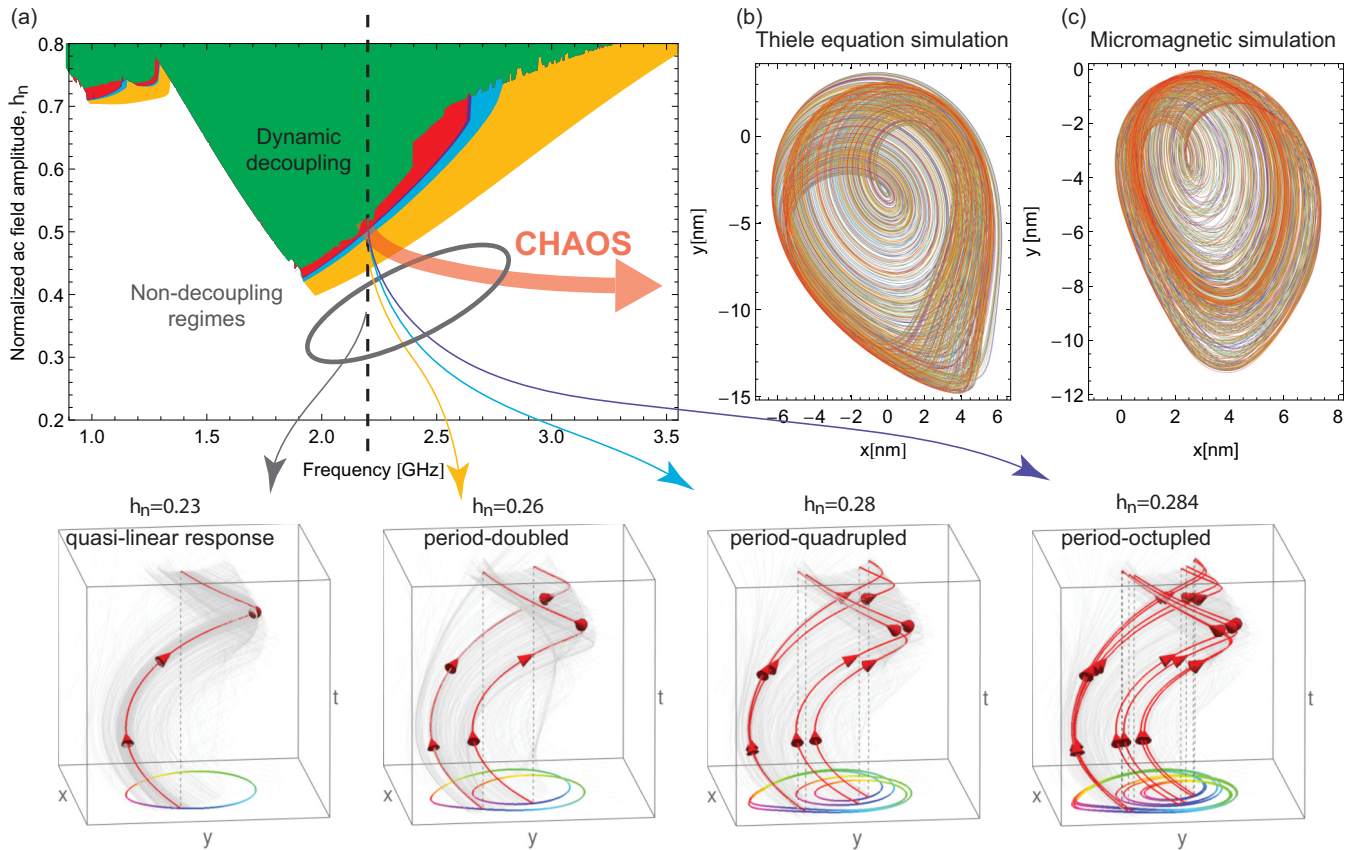 (a)
(b)
(c)
Thiele equation simulation
Micromagnetic simulation
Normalized ac field amplitude, hn
0.8
0.7
0.6
0.5
0.4
0.3
0.2
Dynamic
decoupling
CHAOS
Non-decoupling
regimes
1.0
1.5
2.0
2.5
3.0
3.5
Frequency [GHz]
y[nm]
0
−5
−10
−15
−6
−4
−2
0
2
4
6
x[nm]
y [nm]
0
−2
−4
−6
−8
−10
−12
0
2
4
6
8
x[nm]
hn=0.23
quasi-linear response
x
y
t
hn=0.26
period-doubled
x
y
t
hn=0.28
period-quadrupled
x
y
t
hn=0.284
period-octupled
x
y
t